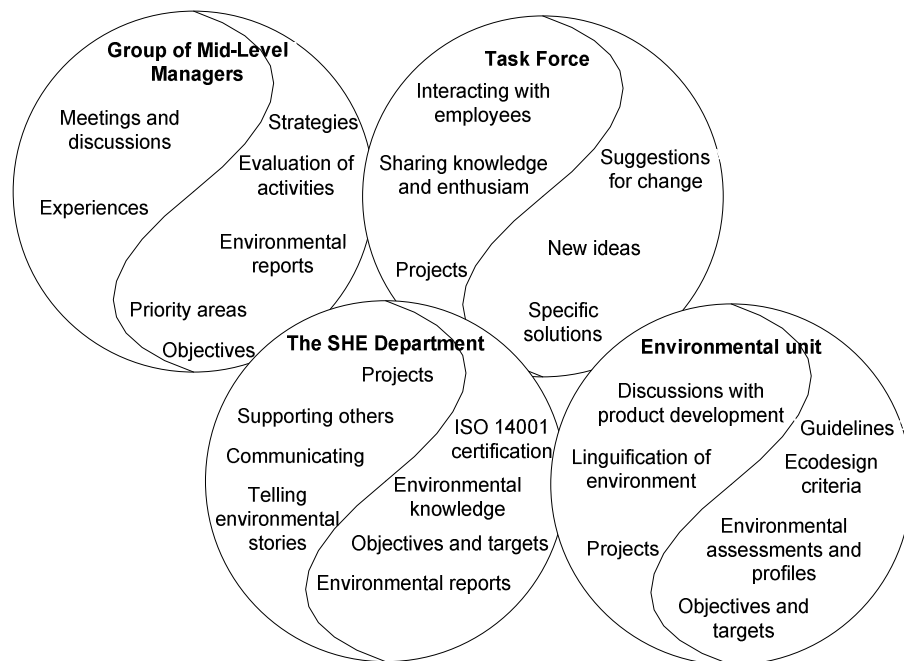 Group of Mid-Level
Managers
Meetings and
discussions
Experiences
Strategies
Evaluation of
activities
Environmental
reports
Priority areas
Objectives
Task Force
Interacting with
employees
Sharing knowledge
and enthusiam
Projects
Suggestions
for change
New ideas
Specific
solutions
The SHE Department
Projects
Supporting others
Communicating
Telling
environmental
stories
ISO 14001
certification
Environmental
knowledge
Objectives and targets
Environmental reports
Environmental unit
Discussions with
product development
Linguification of
environment
Projects
Guidelines
Ecodesign
criteria
Environmental
assessments and
profiles
Objectives and
targets